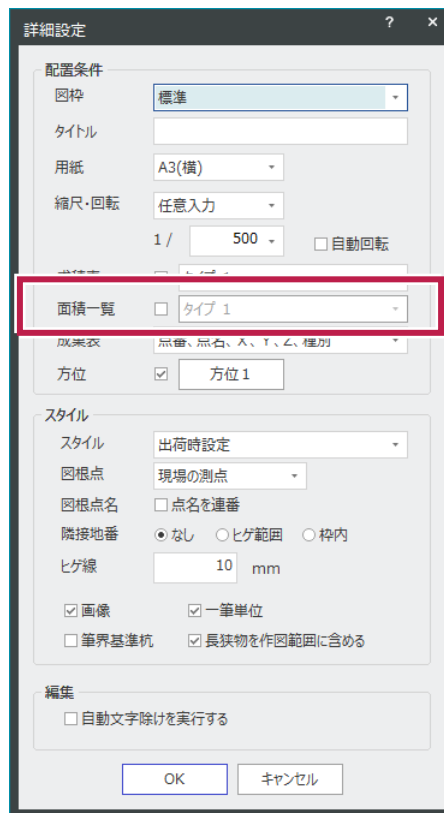 詳細設定 ? ×
配置条件
図枠 標準
タイトル
用紙 A3(横)
縮尺・回転 任意入力
1 / 500 自動回転
面積一覧 タイプ 1
成果表 点番、点名、X、Y、Z、種別
方位 方位1
スタイル
スタイル 出荷時設定
図根点 現場の測点
図根点名 点名を連番
隣接地番 なし ヒゲ範囲 枠内
ヒゲ線 10 mm
画像 一筆単位
筆界基準杭 長狭物を作図範囲に含める
編集
自動文字除けを実行する
OK キャンセル